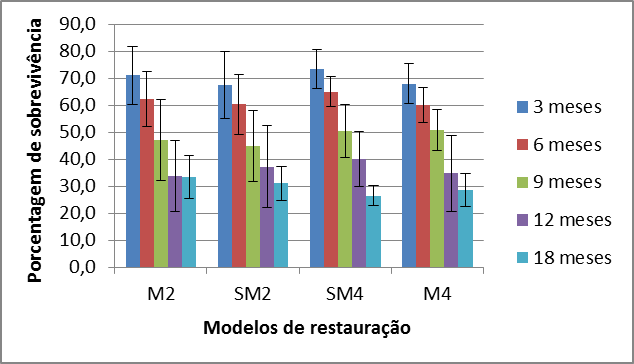 Porcentagem de sobrevivência
90,0
80,0
70,0
60,0
50,0
40,0
30,0
20,0
10,0
0,0
M2 SM2 SM4 M4
Modelos de restauração
3 meses
6 meses
9 meses
12 meses
18 meses